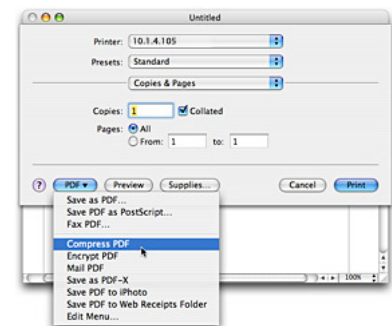 Untitled
Printer: 10.1.4.105
Presets: Standard
Copies & Pages
Copies: 1 Collated
Pages: All
From: 1 to: 1
? PDF Preview Supplies... Cancel Print
Save as PDF...
Save PDF as PostScript...
Fax PDF...
Compress PDF
Encrypt PDF
Mail PDF
Save as PDF-X
Save PDF to iPhoto
Save PDF to Web Receipts Folder
Edit Menu...
100%